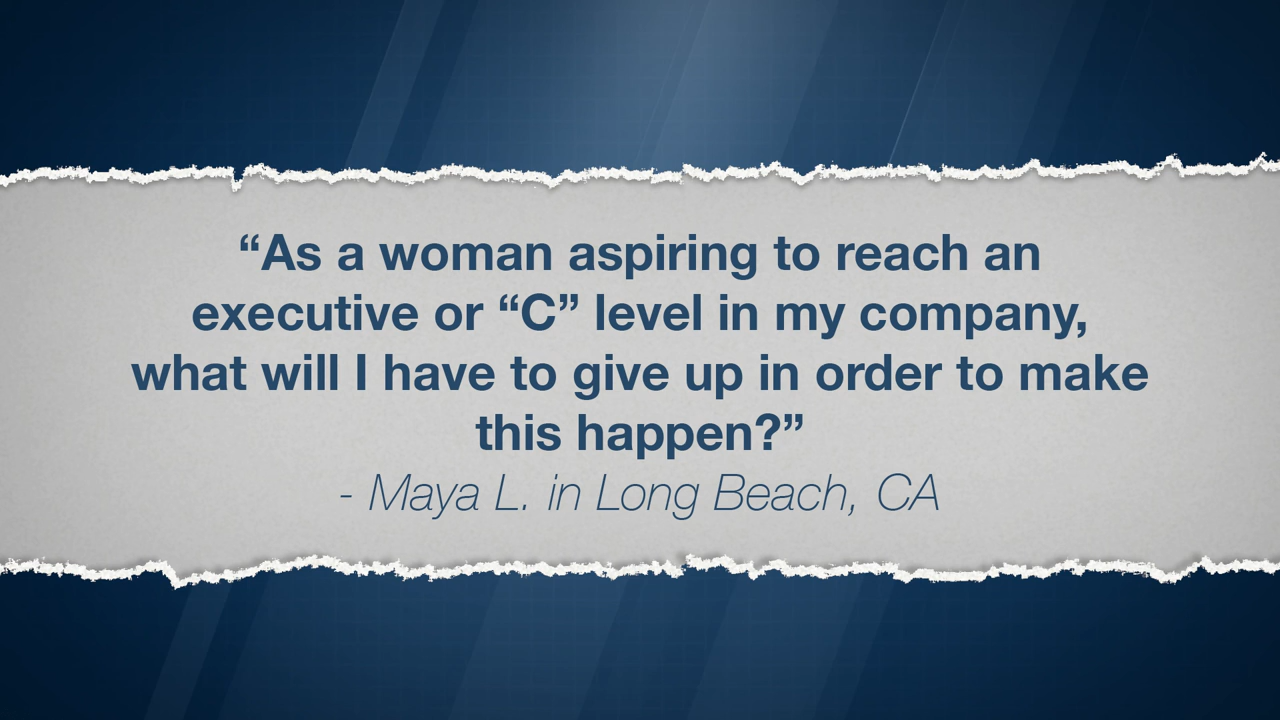 “As a woman aspiring to reach an
executive or “C” level in my company,
what will I have to give up in order to make
this happen?”
- Maya L. in Long Beach, CA